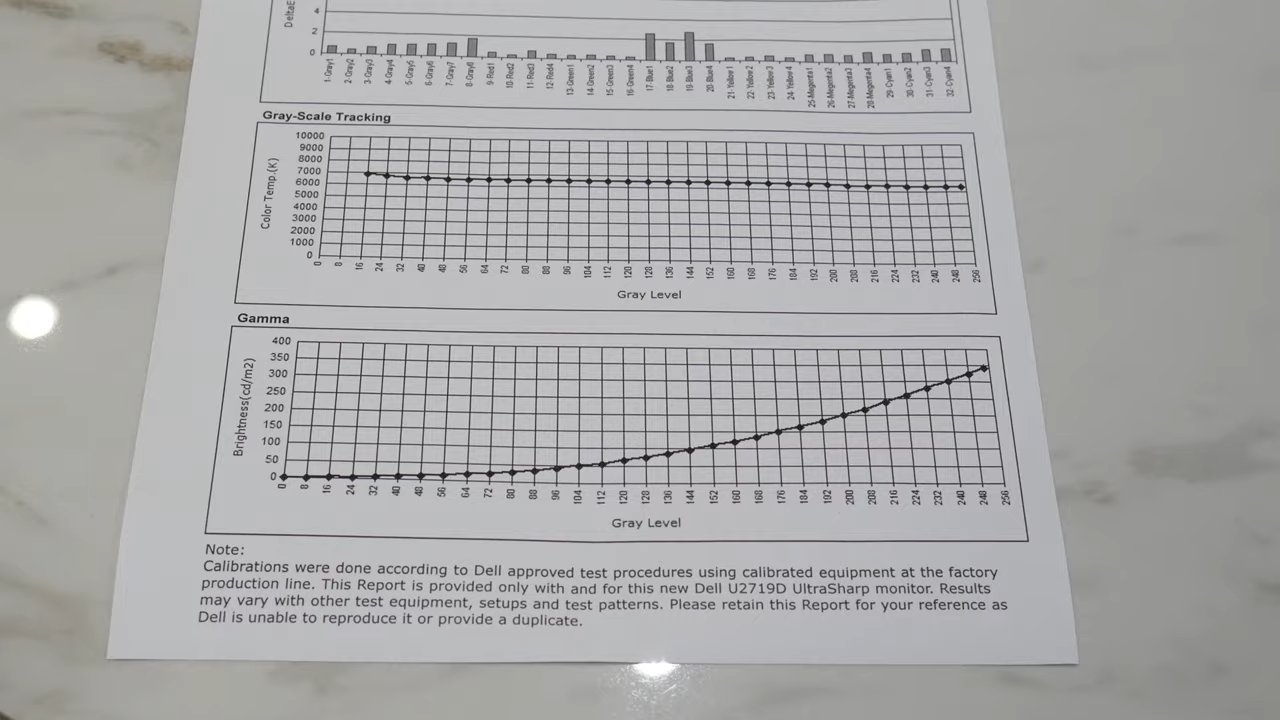 DeltaE
4
2
0
1-Gray1
2-Gray2
3-Gray3
4-Gray4
5-Gray5
6-Gray6
7-Gray7
8-Gray8
9-Red1
10-Red2
11-Red3
12-Red4
13-Green1
14-Green2
15-Green3
16-Green4
17-Blue1
18-Blue2
19-Blue3
20-Blue4
21-Yellow1
22-Yellow2
23-Yellow3
24-Yellow4
25-Magenta1
26-Magenta2
27-Magenta3
28-Magenta4
29-Cyan1
30-Cyan2
31-Cyan3
32-Cyan4
Gray-Scale Tracking
Color Temp.(K)
10000
9000
8000
7000
6000
5000
4000
3000
2000
1000
0
0 8 16 24 32 40 48 56 64 72 80 88 96 104 112 120 128 136 144 152 160 168 176 184 192 200 208 216 224 232 240 248 256
Gray Level
Gamma
Brightness(cd/m2)
400
350
300
250
200
150
100
50
0
0 8 16 24 32 40 48 56 64 72 80 88 96 104 112 120 128 136 144 152 160 168 176 184 192 200 208 216 224 232 240 248 256
Gray Level
Note:
Calibrations were done according to Dell approved test procedures using calibrated equipment at the factory
production line. This Report is provided only with and for this new Dell U2719D UltraSharp monitor. Results
may vary with other test equipment, setups and test patterns. Please retain this Report for your reference as
Dell is unable to reproduce it or provide a duplicate.